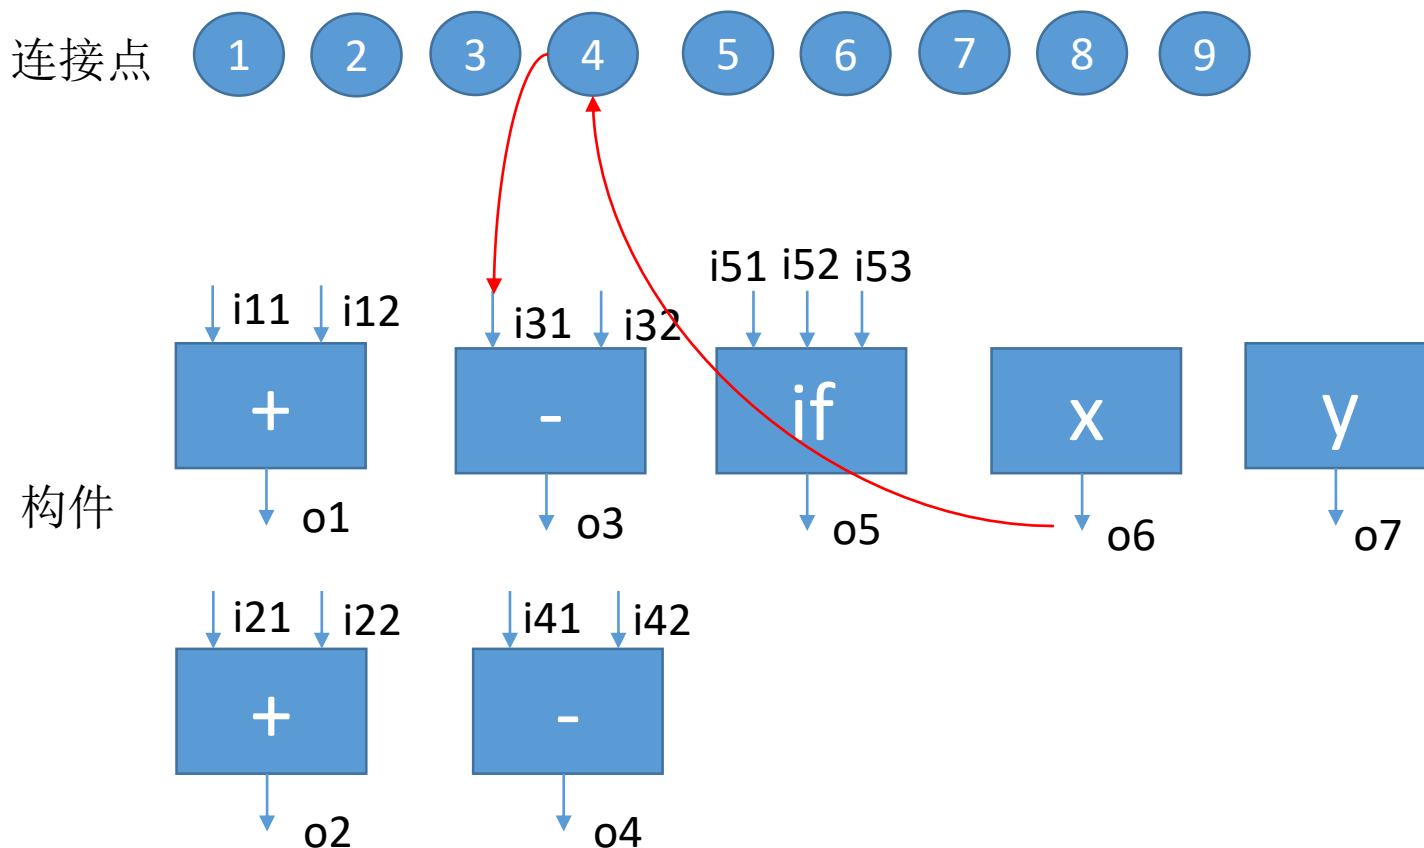 连接点 1 2 3 4 5 6 7 8 9
i51 i52 i53
i11 i12 i31 i32
+ - if x y
构件
o1 o3 o5 o6 o7
i21 i22 i41 i42
+ -
o2 o4